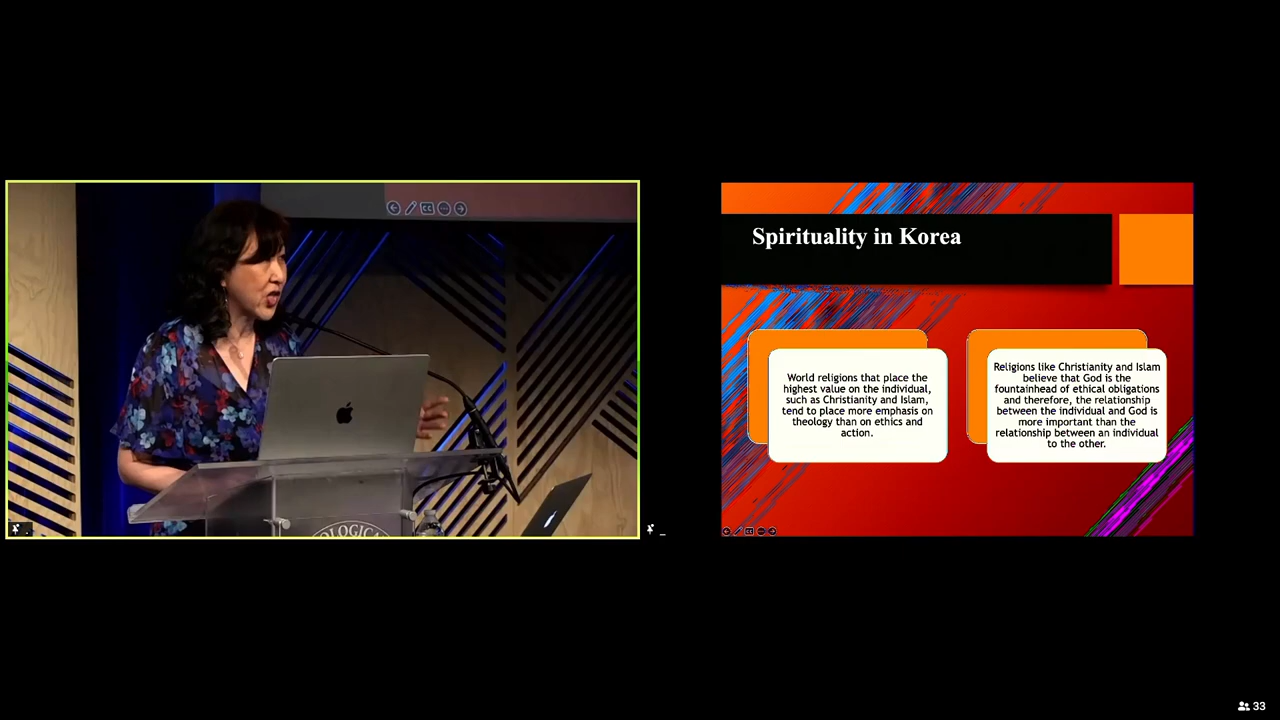 Spirituality in Korea
World religions that place the
highest value on the individual,
such as Christianity and Islam,
tend to place more emphasis on
theology than on ethics and
action.
Religions like Christianity and Islam
believe that God is the
fountainhead of ethical obligations
and therefore, the relationship
between the individual and God is
more important than the
relationship between an individual
to the other.
OLOGICA
33